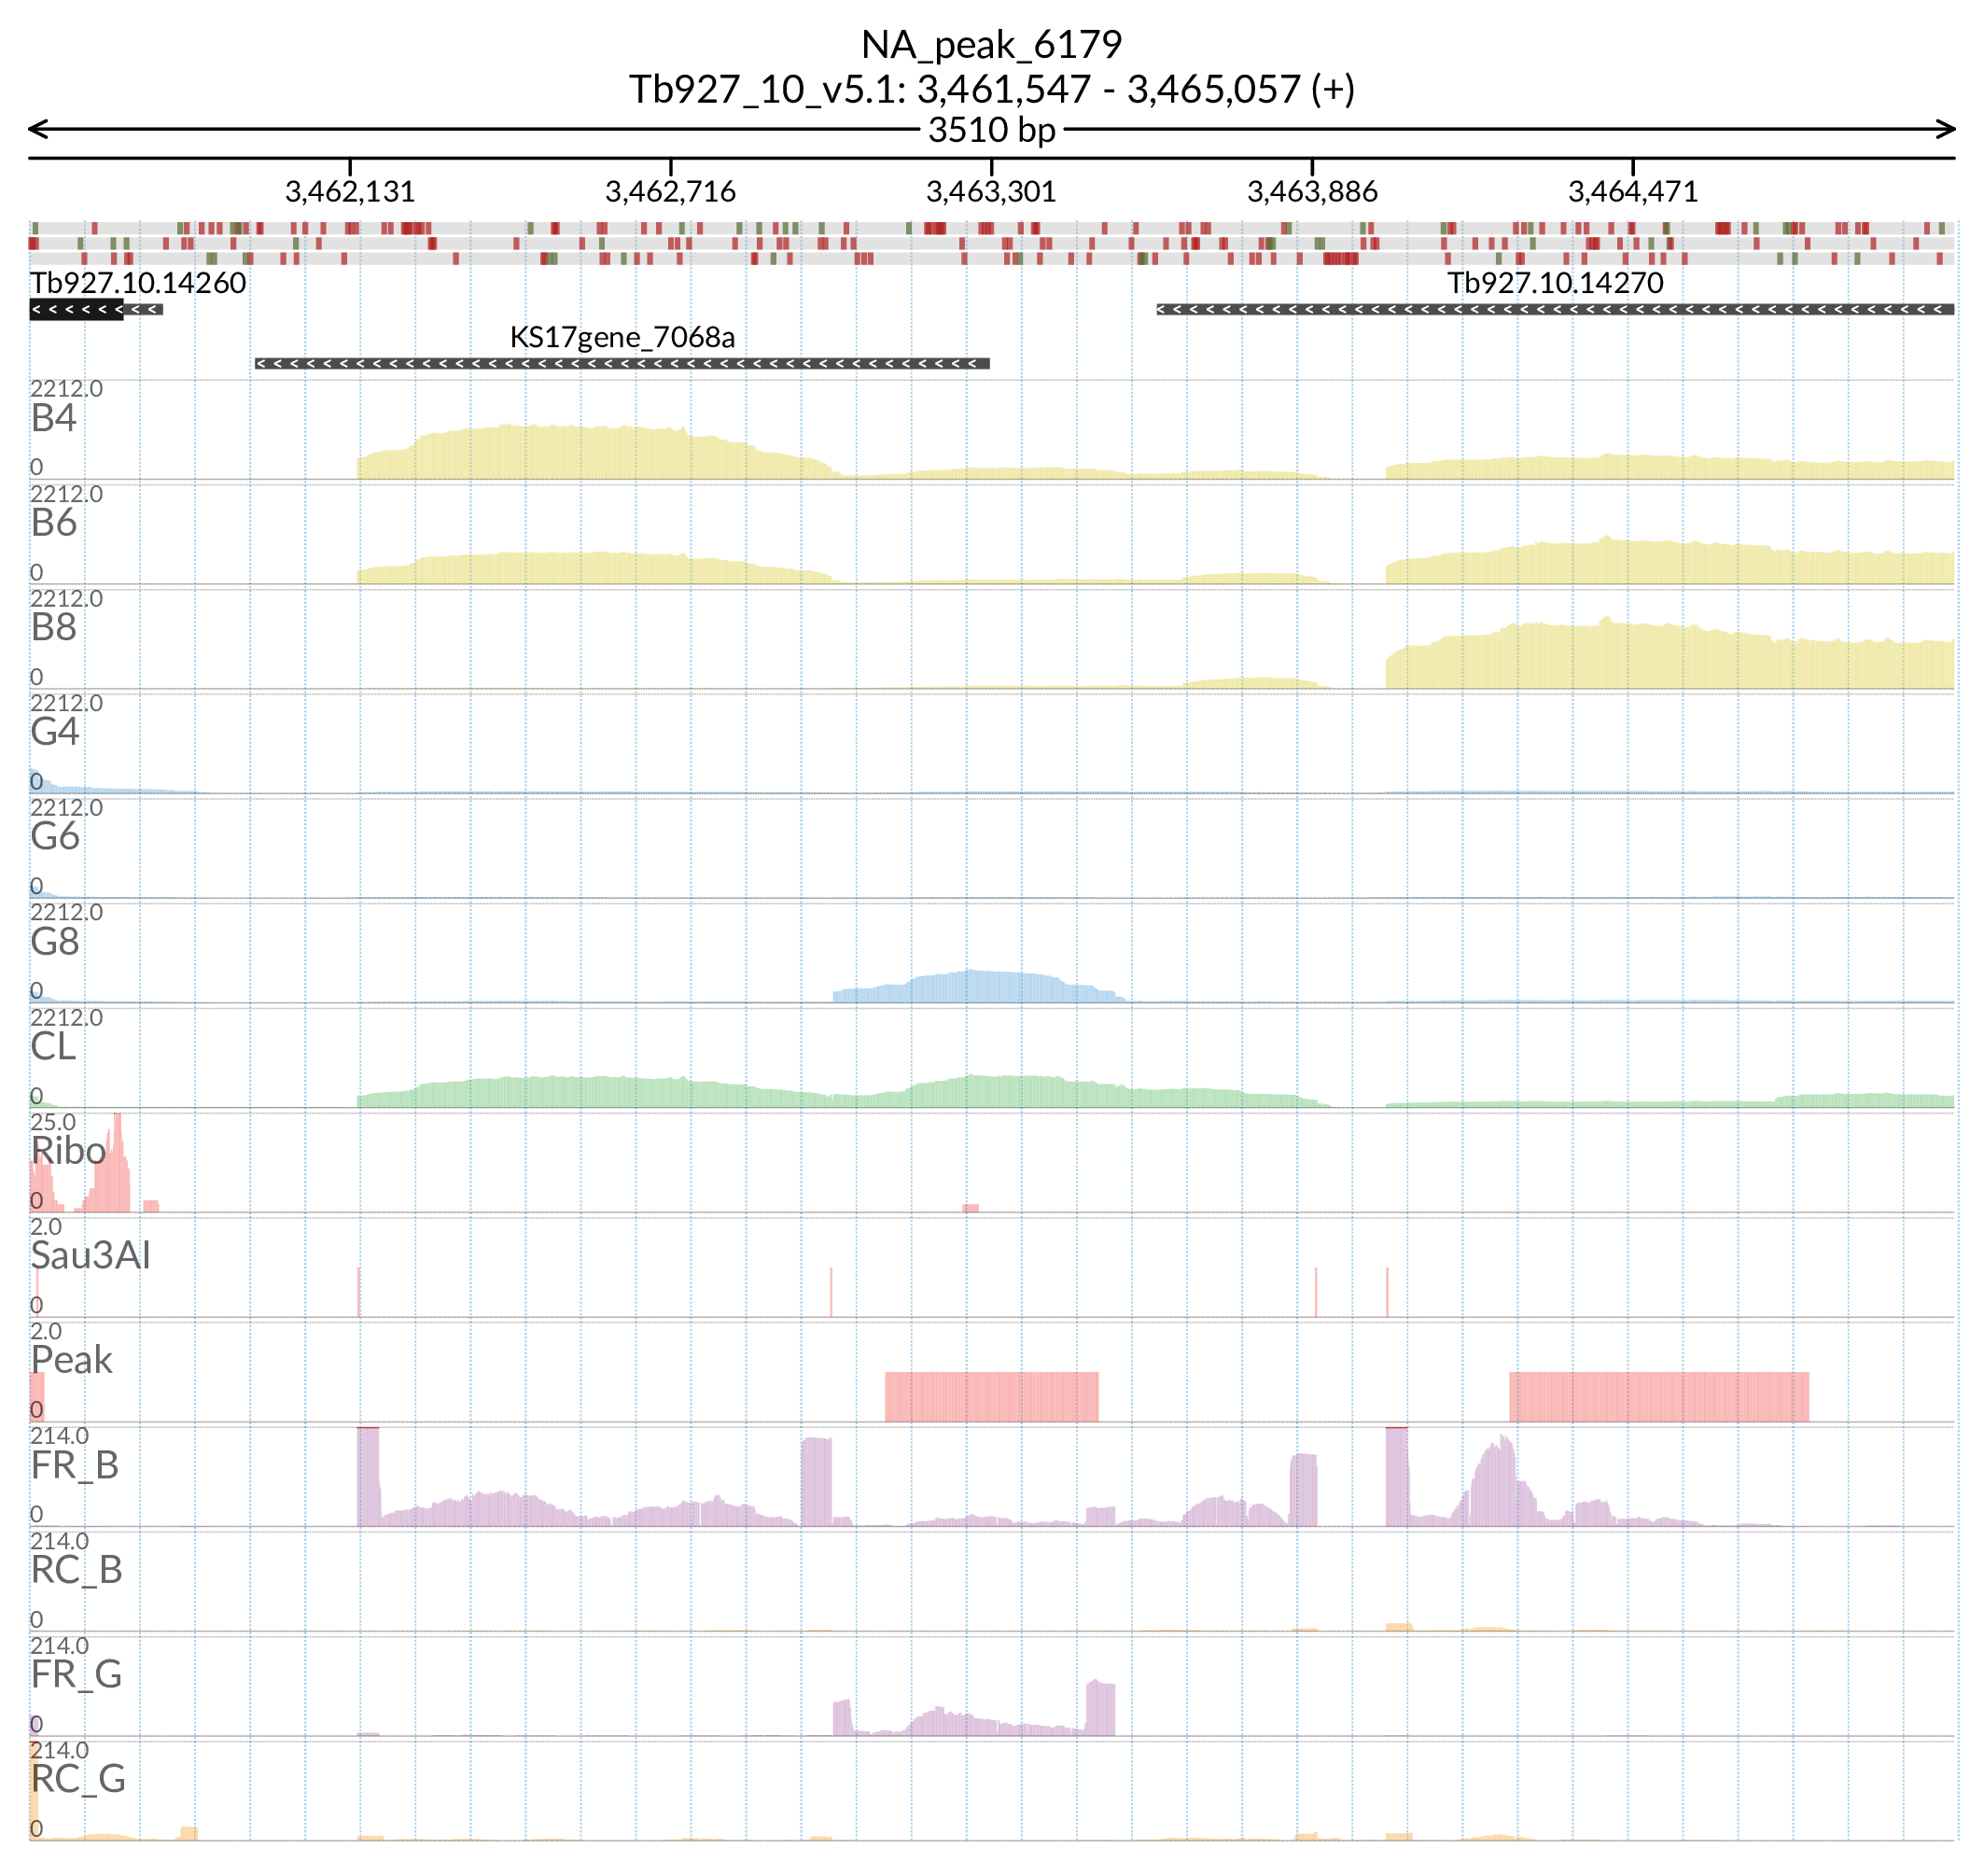 NA_peak_6179
Tb927_10_v5.1: 3,461,547 - 3,465,057 (+)
3510 bp
3,462,131 3,462,716 3,463,301 3,463,886 3,464,471
Tb927.10.14260 Tb927.10.14270
KS17gene_7068a
2212.0
B4
0
2212.0
B6
0
2212.0
B8
0
2212.0
G4
0
2212.0
G6
0
2212.0
G8
0
2212.0
CL
0
25.0
Ribo
0
2.0
Sau3AI
0
2.0
Peak
0
214.0
FR_B
0
214.0
RC_B
0
214.0
FR_G
0
214.0
RC_G
0